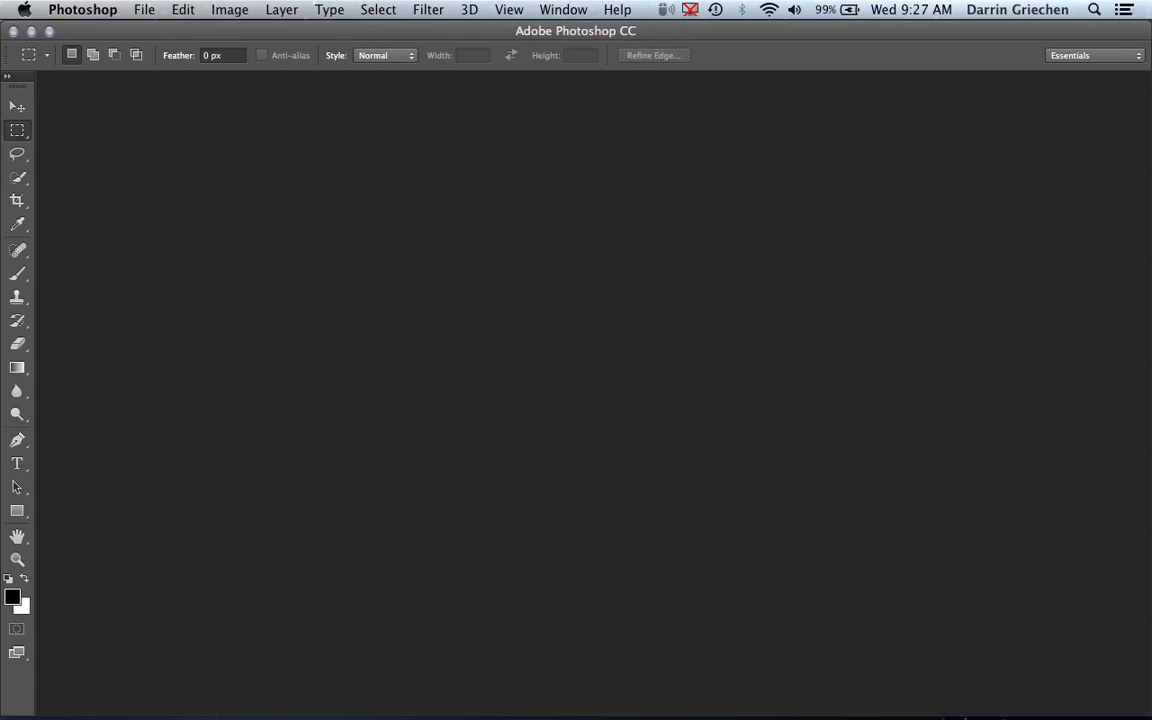 Photoshop File Edit Image Layer Type Select Filter 3D View Window Help 99% Wed 9:27 AM Darrin Griechen
Adobe Photoshop CC
Feather: 0 px Anti-alias Style: Normal Width: Height: Refine Edge... Essentials
T